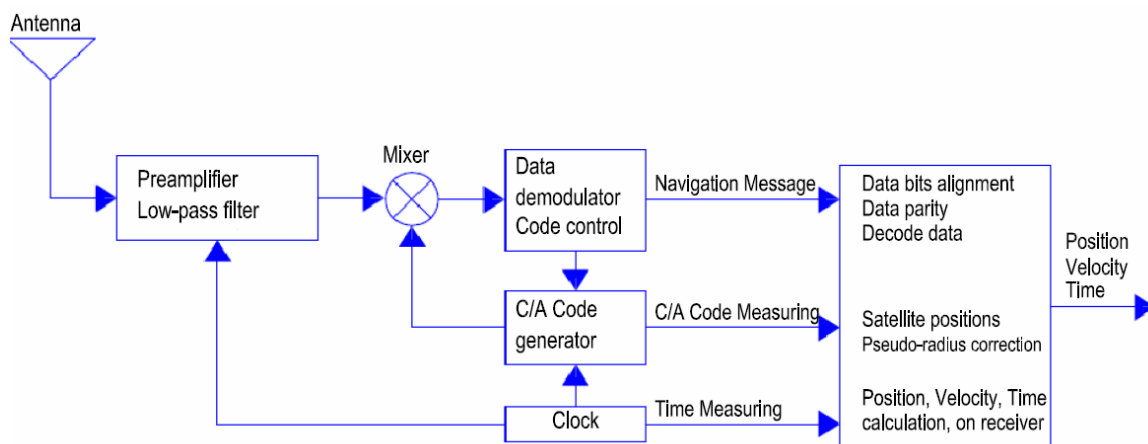 Antenna
Mixer
Preamplifier
Low-pass filter
Data
demodulator
Code control
Navigation Message
Data bits alignment
Data parity
Decode data
Position
Velocity
Time
C/A Code
generator
C/A Code Measuring
Satellite positions
Pseudo-radius correction
Clock
Time Measuring
Position, Velocity, Time
calculation, on receiver